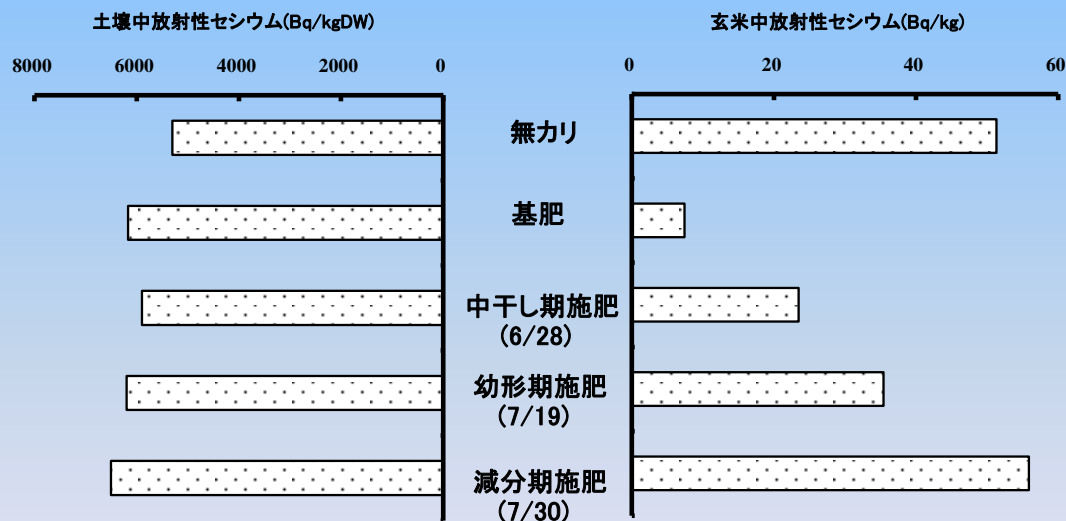 土壌中放射性セシウム(Bq/kgDW)
玄米中放射性セシウム(Bq/kg)
8000 6000 4000 2000 0
0 20 40 60
無カリ
基肥
中干し期施肥
(6/28)
幼形期施肥
(7/19)
減分期施肥
(7/30)